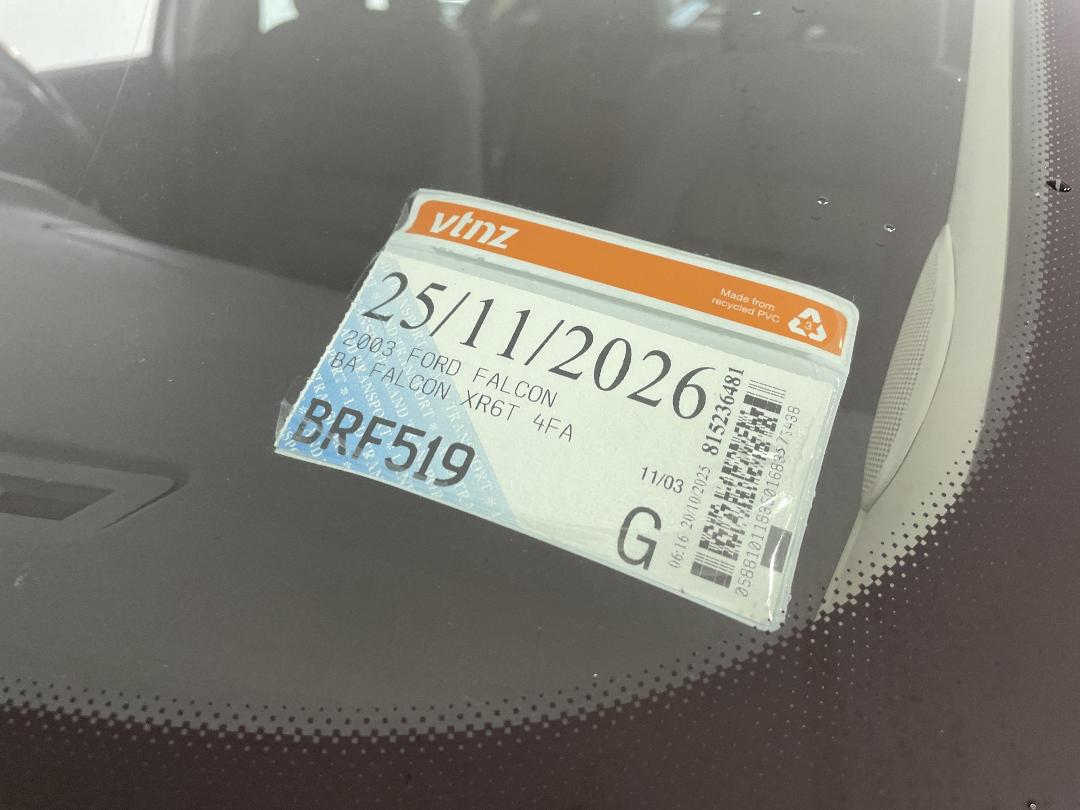 vtnz
Made from
recycled PVC
3
25/11/2026
2003 FORD FALCON
BA FALCON XR6T 4FA
BRF519
11/03
G
06:16 20/10/2025
815236481